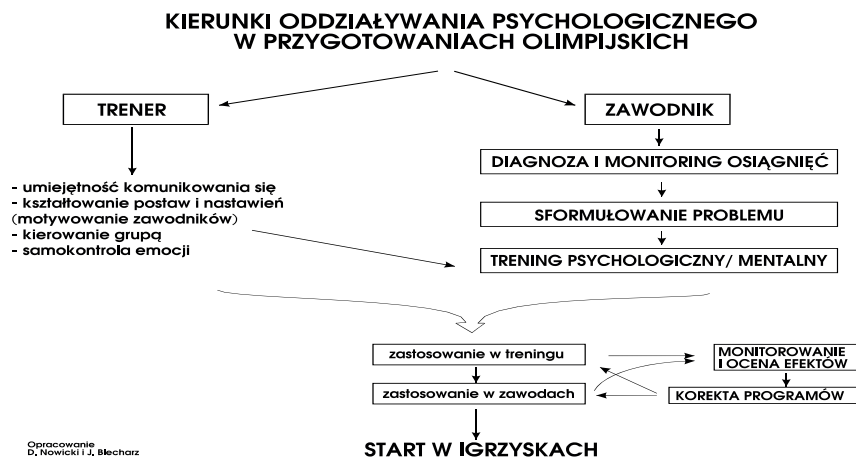 KIERUNKI ODDZIAŁYWANIA PSYCHOLOGICZNEGO
W PRZYGOTOWANIACH OLIMPIJSKICH
TRENER
ZAWODNIK
- umiejętność komunikowania się
- kształtowanie postaw i nastawień
(motywowanie zawodników)
- kierowanie grupą
- samokontrola emocji
DIAGNOZA I MONITORING OSIĄGNIĘĆ
SFORMUŁOWANIE PROBLEMU
TRENING PSYCHOLOGICZNY/ MENTALNY
zastosowanie w treningu
zastosowanie w zawodach
MONITOROWANIE
I OCENA EFEKTÓW
KOREKTA PROGRAMÓW
START W IGRZYSKACH
Opracowanie
D. Nowicki i J. Blecharz